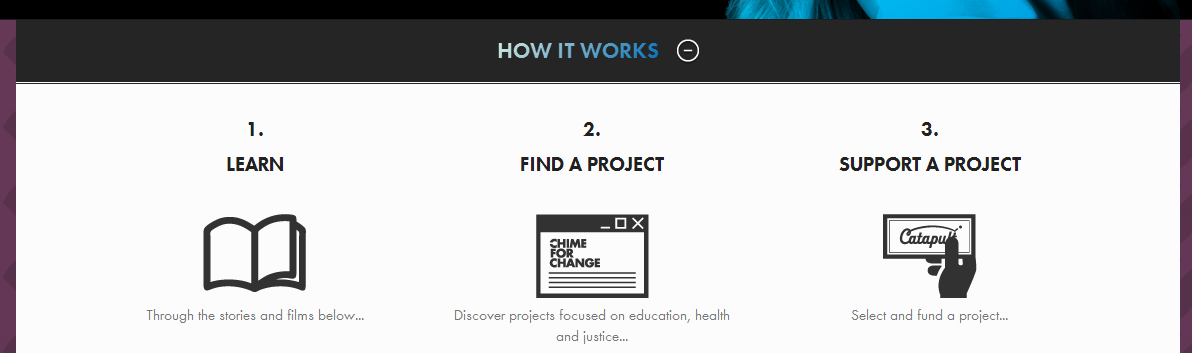 HOW IT WORKS
1.
LEARN
Through the stories and films below...
2.
FIND A PROJECT
CHIME
FOR
CHANGE
Discover projects focused on education, health
and justice...
3.
SUPPORT A PROJECT
Catapult
Select and fund a project...